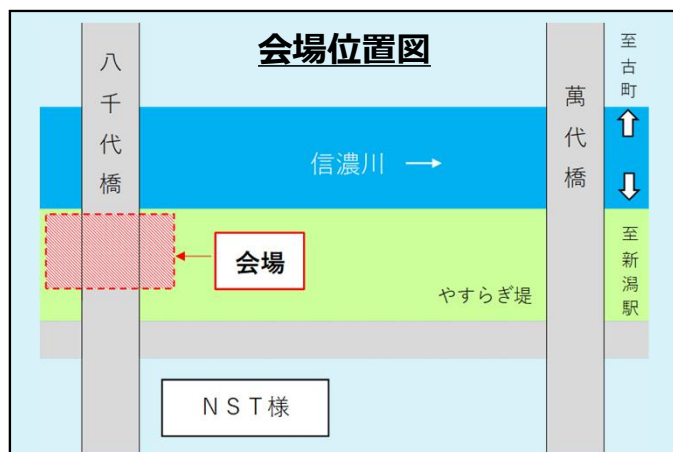 会場位置図
八千代橋
萬代橋
至古町
信濃川 →
会場
やすらぎ堤
至新潟駅
ＮＳＴ様